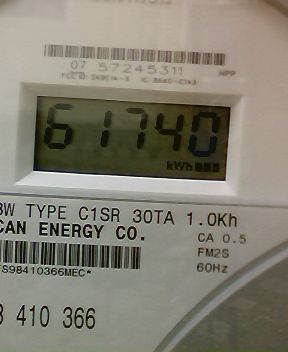 07 57245311 HPP
61740
kWh
3W TYPE C1SR 30TA 1.0Kh
CAN ENERGY CO. CA 0.5
FM2S
S98410366MEC* 60Hz
410 366